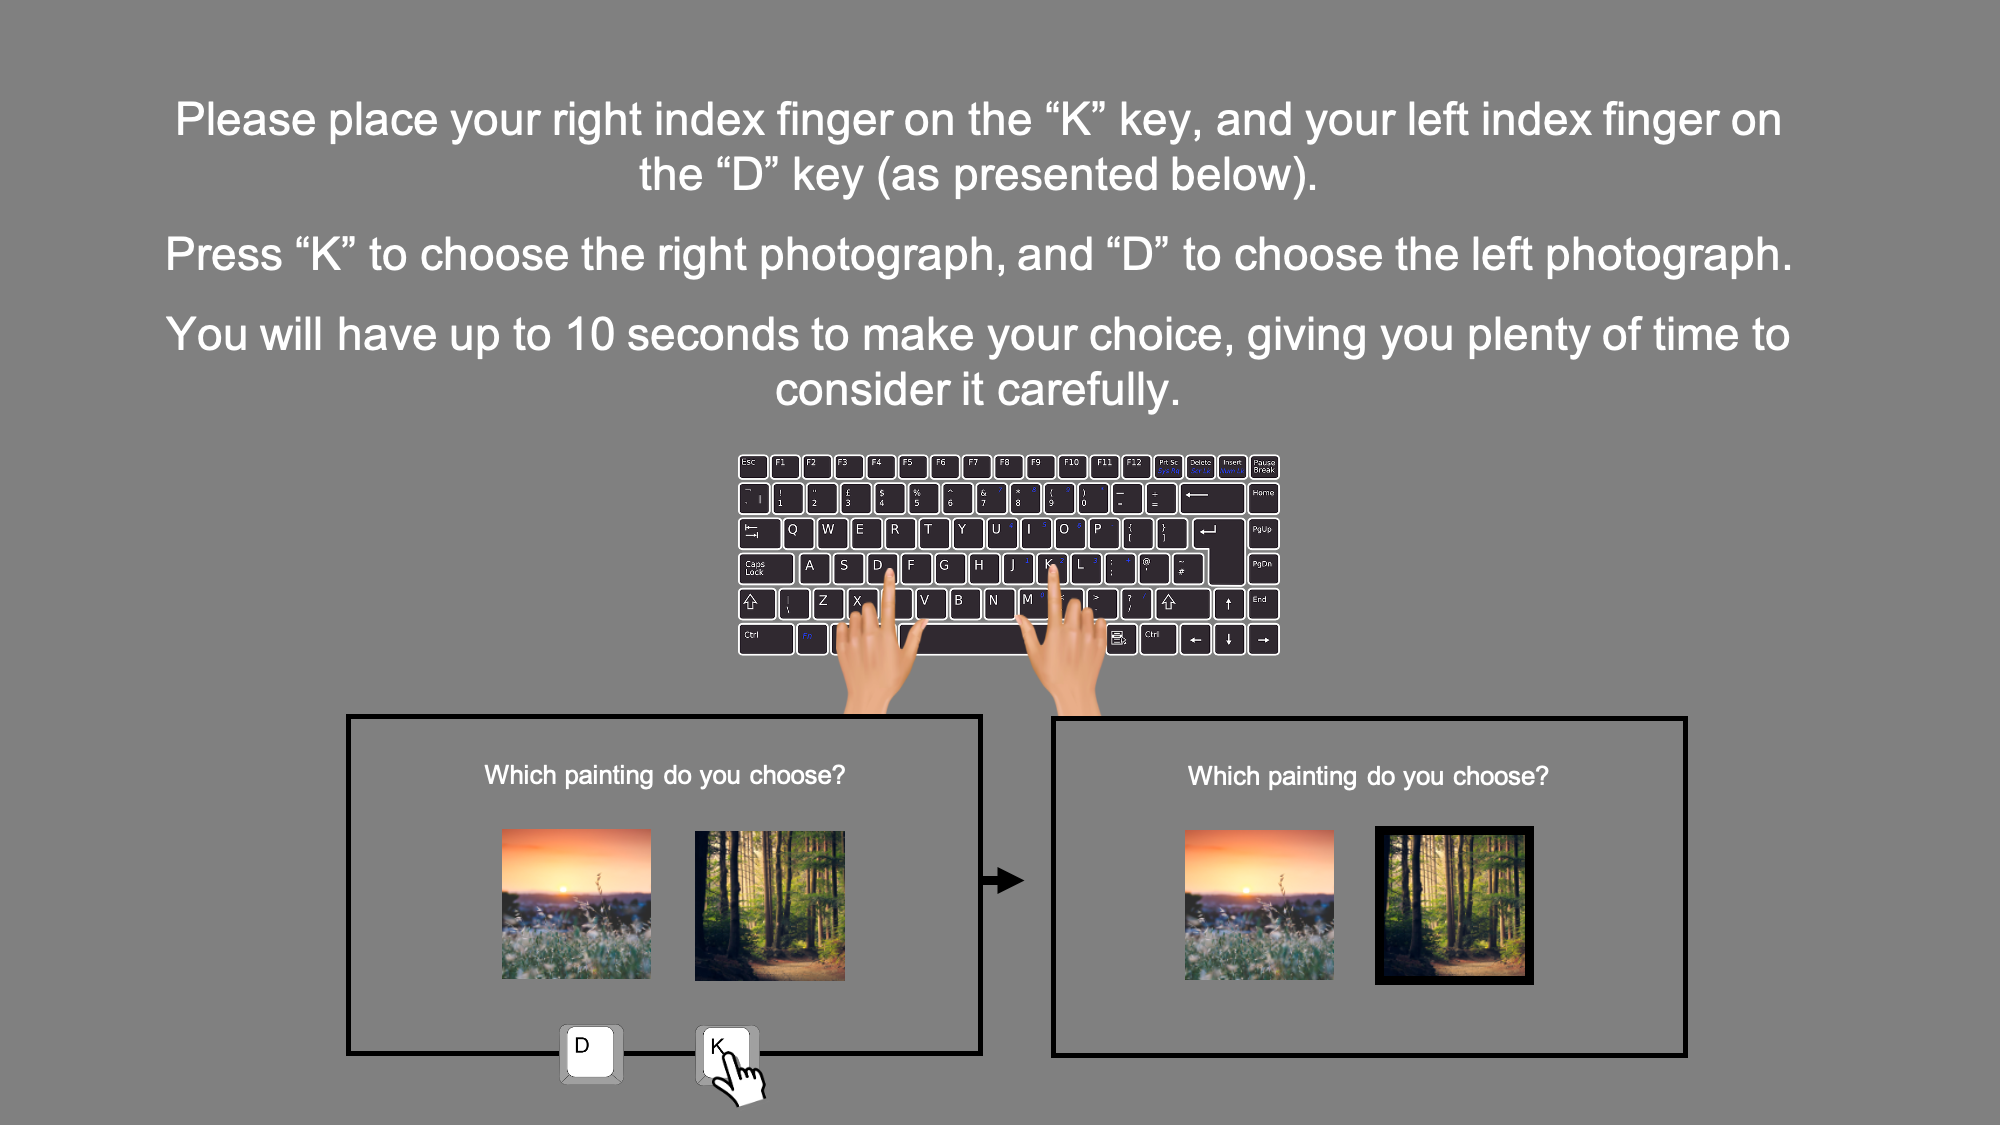 Please place your right index finger on the “K” key, and your left index finger on
the “D” key (as presented below).
Press “K” to choose the right photograph, and “D” to choose the left photograph.
You will have up to 10 seconds to make your choice, giving you plenty of time to
consider it carefully.
Esc F1 F2 F3 F4 F5 F6 F7 F8 F9 F10 F11 F12 Prt Sc Delete Insert Pause
Break
! " £ $ % ^ & * ( ) — + Home
1 2 3 4 5 6 7 8 9 0 - =
Q W E R T Y U I O P { } PgUp
[ ]
Caps A S D F G H J K L : @ ~ PgDn
Lock ; ' #
| Z X V B N M > ? End
\ . /
Ctrl Fn Ctrl
Which painting do you choose?
D K
Which painting do you choose?